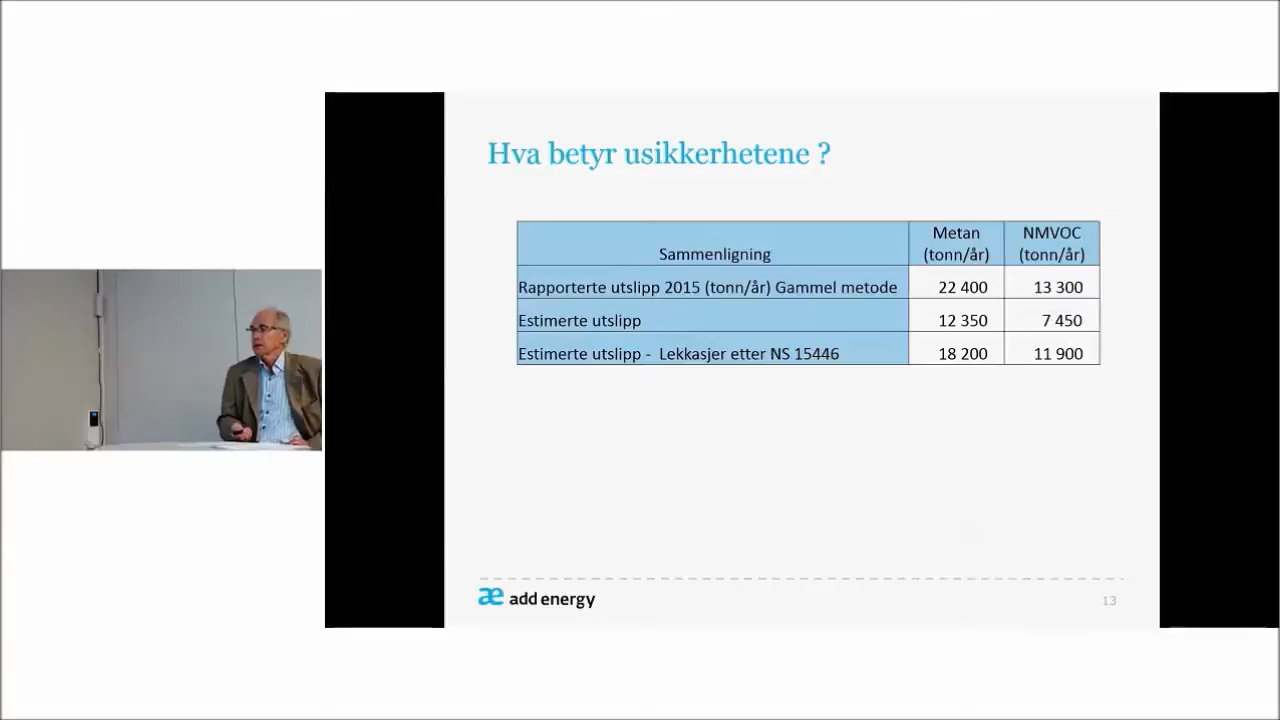 Hva betyr usikkerhetene ?
Sammenligning
Metan
(tonn/år)
NMVOC
(tonn/år)
Rapporterte utslipp 2015 (tonn/år) Gammel metode 22 400 13 300
Estimerte utslipp 12 350 7 450
Estimerte utslipp - Lekkasjer etter NS 15446 18 200 11 900
æ add energy
13